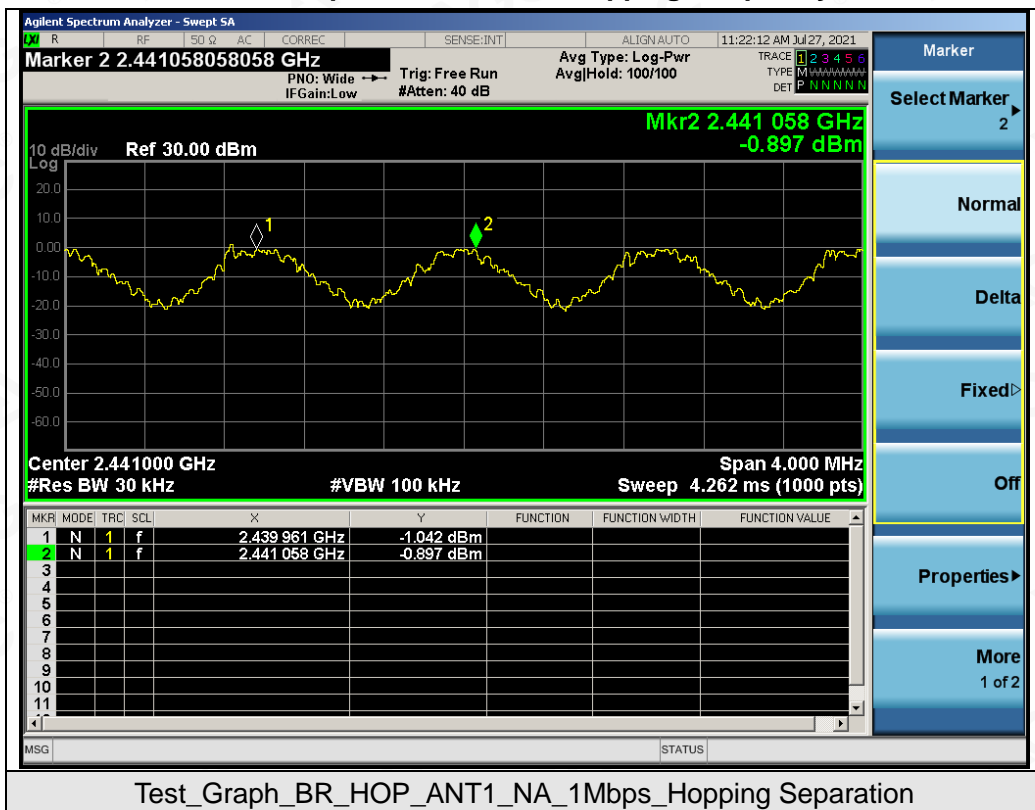 Agilent Spectrum Analyzer - Swept SA
LXI R RF 50 Ω AC CORREC SENSE:INT ALIGN AUTO 11:22:12 AM Jul 27, 2021
Marker 2 2.441058058058 GHz
PNO: Wide
IFGain:Low
Trig: Free Run
#Atten: 40 dB
Avg Type: Log-Pwr
Avg|Hold: 100/100
TRACE 1 2 3 4 5 6
TYPE M
DET P N N N N N
Mkr2 2.441 058 GHz
-0.897 dBm
10 dB/div Ref 30.00 dBm
Log
20.0
10.0
0.00
-10.0
-20.0
-30.0
-40.0
-50.0
-60.0
1
2
Center 2.441000 GHz Span 4.000 MHz
#Res BW 30 kHz #VBW 100 kHz Sweep 4.262 ms (1000 pts)
MKR MODE TRC SCL X Y FUNCTION FUNCTION WIDTH FUNCTION VALUE
1 N 1 f 2.439 961 GHz -1.042 dBm
2 N 1 f 2.441 058 GHz -0.897 dBm
3
4
5
6
7
8
9
10
11
MSG STATUS
Marker
Select Marker
2
Normal
Delta
Fixed
Off
Properties
More
1 of 2
Test_Graph_BR_HOP_ANT1_NA_1Mbps_Hopping Separation